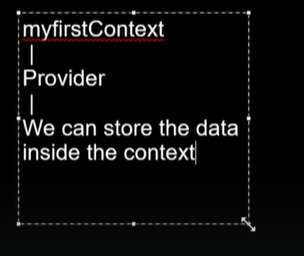 myfirstContext
|
Provider
|
We can store the data
inside the context